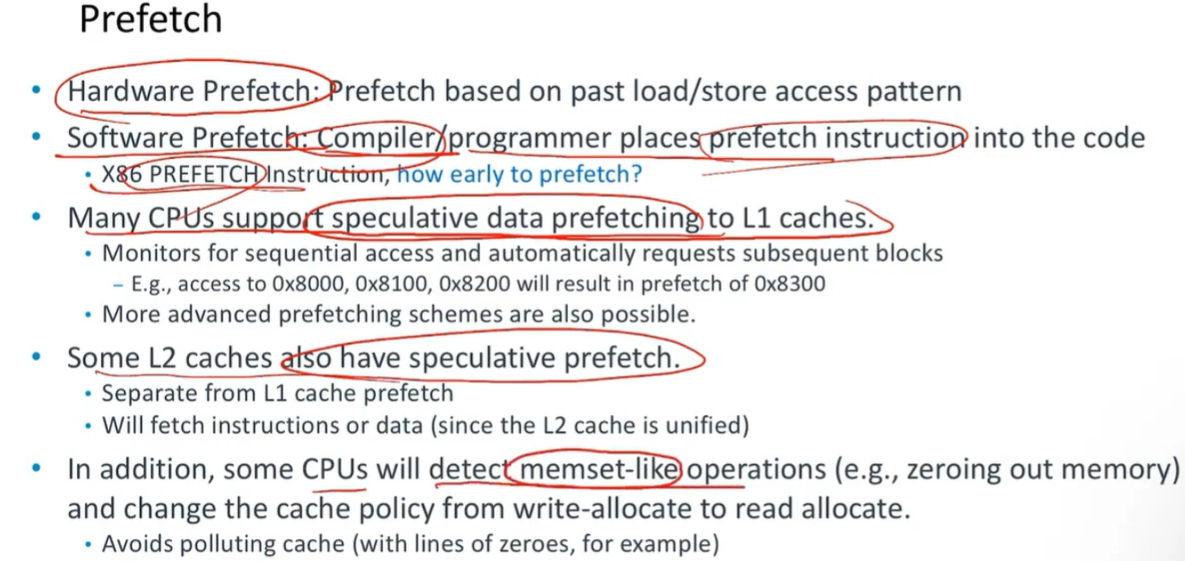 Prefetch
• Hardware Prefetch: Prefetch based on past load/store access pattern
• Software Prefetch: Compiler/programmer places prefetch instruction into the code
• X86 PREFETCH Instruction, how early to prefetch?
• Many CPUs support speculative data prefetching to L1 caches.
• Monitors for sequential access and automatically requests subsequent blocks
– E.g., access to 0x8000, 0x8100, 0x8200 will result in prefetch of 0x8300
• More advanced prefetching schemes are also possible.
• Some L2 caches also have speculative prefetch.
• Separate from L1 cache prefetch
• Will fetch instructions or data (since the L2 cache is unified)
• In addition, some CPUs will detect memset-like operations (e.g., zeroing out memory)
and change the cache policy from write-allocate to read allocate.
• Avoids polluting cache (with lines of zeroes, for example)